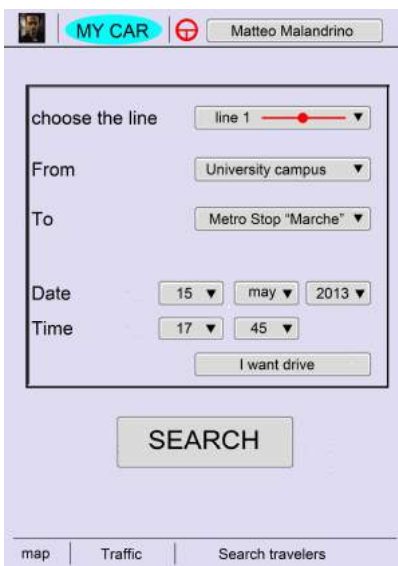 MY CAR Matteo Malandrino
choose the line line 1
From University campus
To Metro Stop "Marche"
Date 15 may 2013
Time 17 45
I want drive
SEARCH
map Traffic Search travelers